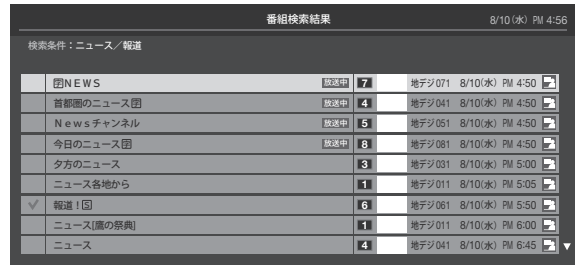 番組検索結果 8/10(水) PM 4:56
検索条件：ニュース／報道
🈑NEWS 放送中 7 地デジ071 8/10(水) PM 4:50
首都圏のニュース🈑 放送中 4 地デジ041 8/10(水) PM 4:50
Newsチャンネル 放送中 5 地デジ051 8/10(水) PM 4:50
今日のニュース🈑 放送中 8 地デジ081 8/10(水) PM 4:50
夕方のニュース 3 地デジ031 8/10(水) PM 5:00
ニュース各地から 1 地デジ011 8/10(水) PM 5:05
報道！🅂 6 地デジ061 8/10(水) PM 5:50
ニュース[鷹の祭典] 1 地デジ011 8/10(水) PM 6:00
ニュース 4 地デジ041 8/10(水) PM 6:45